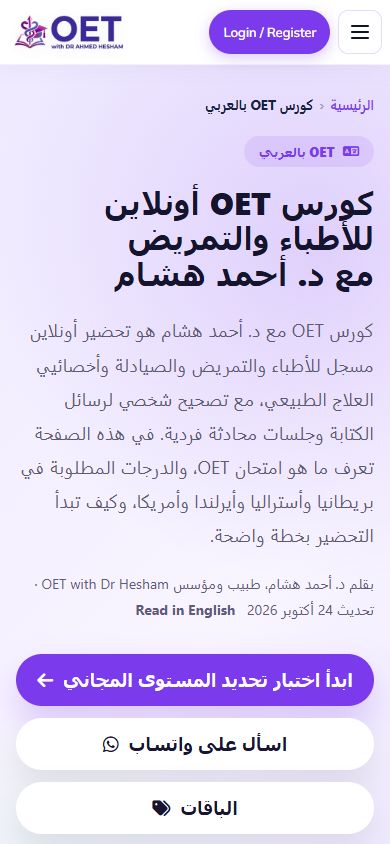 OET
with DR AHMED HESHAM
Login / Register
الرئيسية › كورس OET بالعربي
OET بالعربي
كورس OET أونلاين
للأطباء والتمريض
مع د. أحمد هشام
كورس OET مع د. أحمد هشام هو تحضير أونلاين
مسجل للأطباء والتمريض والصيادلة وأخصائيي
العلاج الطبيعي، مع تصحيح شخصي لرسائل
الكتابة وجلسات محادثة فردية. في هذه الصفحة
تعرف ما هو امتحان OET، والدرجات المطلوبة في
بريطانيا وأستراليا وأيرلندا وأمريكا، وكيف تبدأ
التحضير بخطة واضحة.
بقلم د. أحمد هشام، طبيب ومؤسس OET with Dr Hesham ·
تحديث 24 أكتوبر 2026 Read in English
ابدأ اختبار تحديد المستوى المجاني
اسأل على واتساب
الباقات